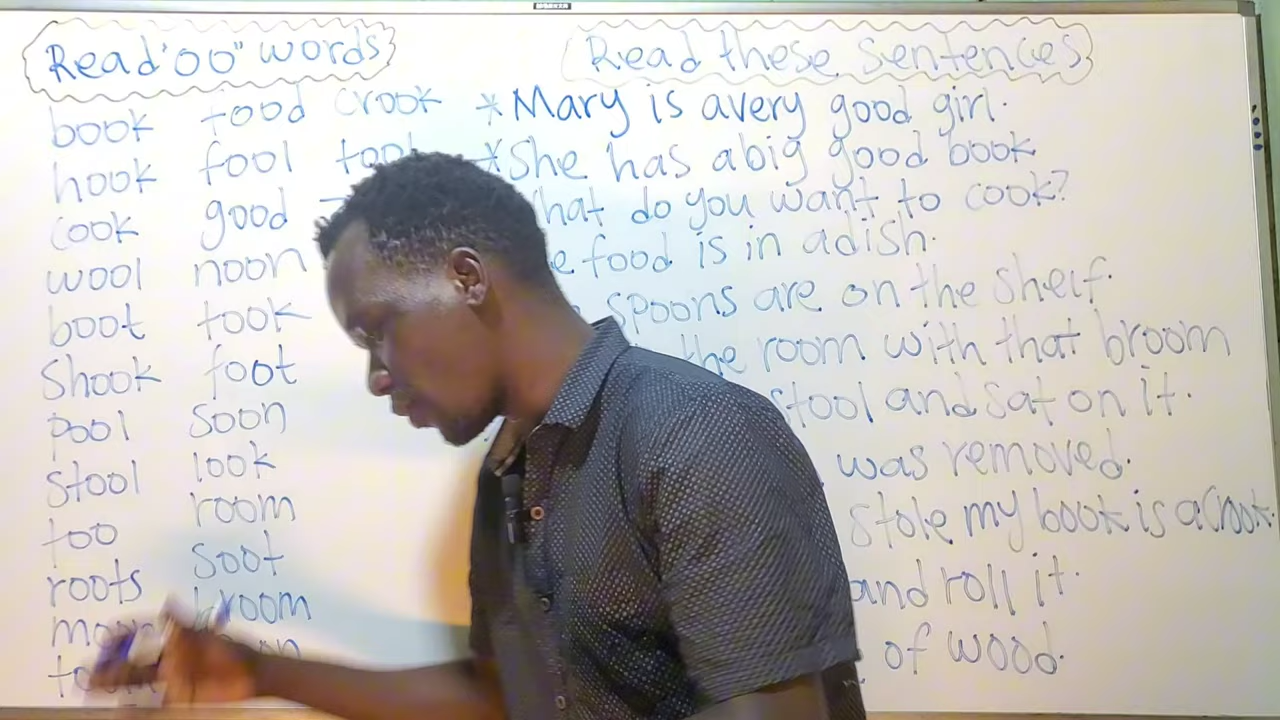 Read "oo" words
book food crook
hook fool took
cook good
wool noon
boot took
Shook foot
pool soon
stool look
too room
roots soot
broom
Read these sentences
*Mary is a very good girl.
*She has a big good book
do you want to cook?
food is in a dish.
spoons are on the shelf.
the room with that broom
stool and sat on it.
was removed.
stole my book is a crook.
and roll it.
of wood.